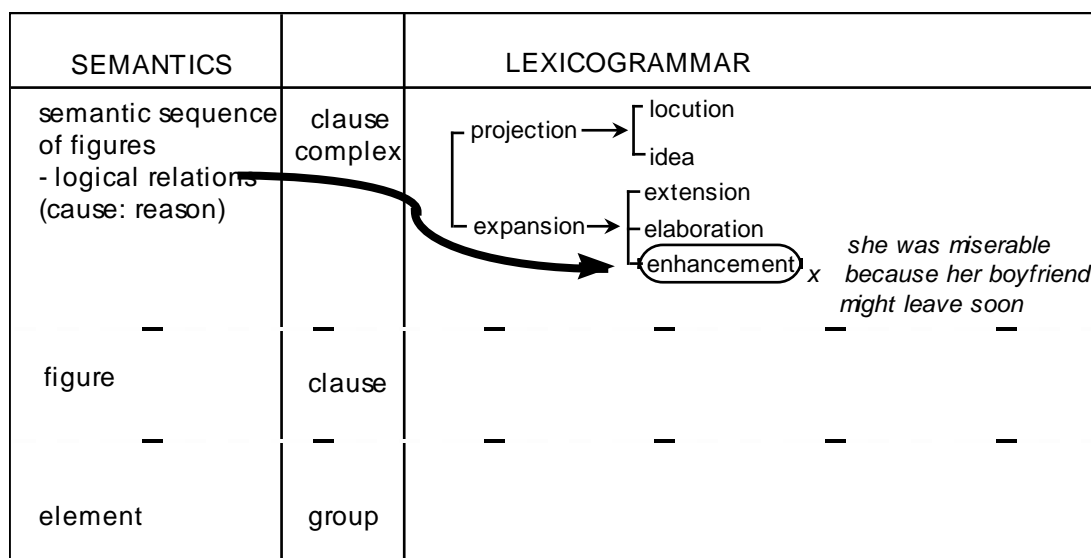 SEMANTICS
LEXICOGRAMMAR
semantic sequence
of figures
- logical relations
(cause: reason)
clause
complex
projection
locution
idea
expansion
extension
elaboration
enhancement
x
she was miserable
because her boyfriend
might leave soon
figure
clause
element
group